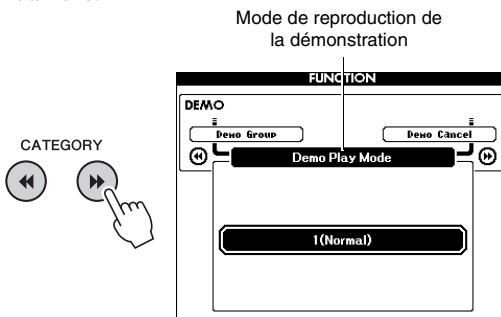 Mode de reproduction de
la démonstration
FUNCTION
DEMO
Demo Group
Demo Cancel
Demo Play Mode
CATEGORY
1(Normal)